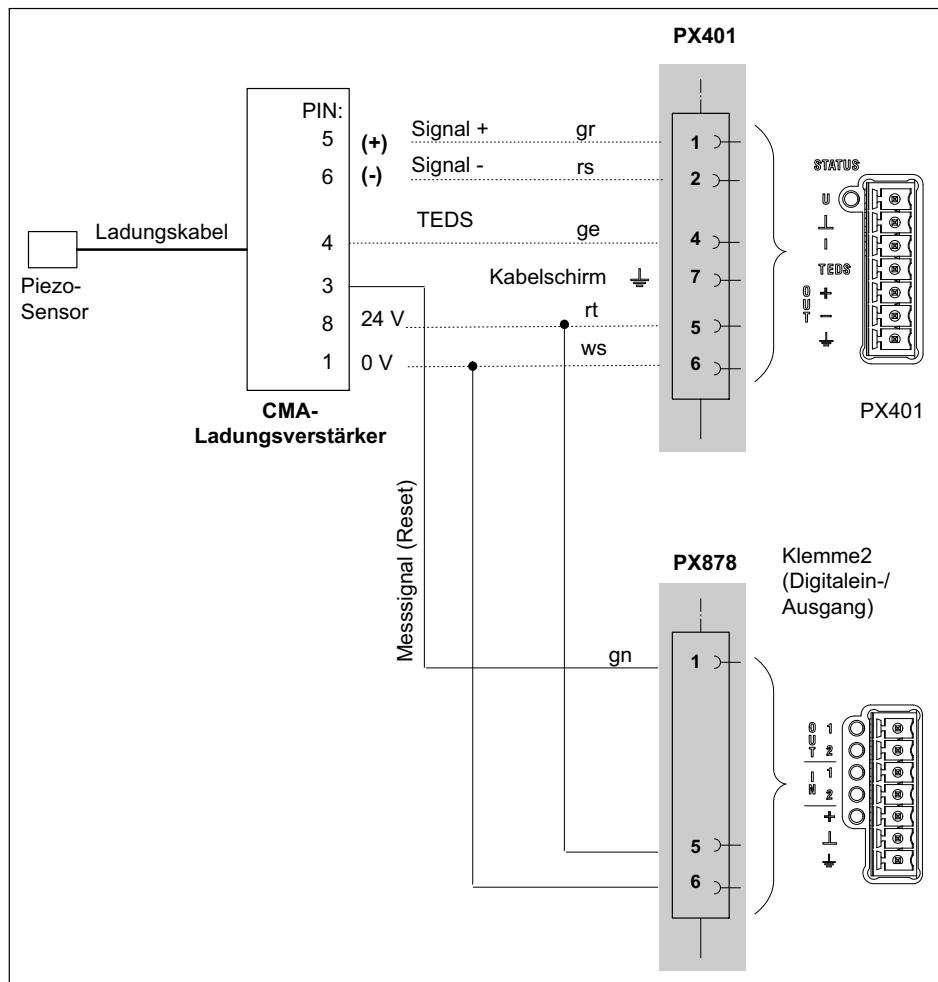 PX401
PIN:
5 (+) Signal + gr 1
6 (-) Signal - rs 2
TEDS
4 ge 4
Ladungskabel
Piezo-
Sensor
3 Kabelschirm 7
8 24 V rt 5
1 0 V ws 6
CMA-
Ladungsverstärker
STATUS
U
⊥
I
TEDS
OUT + -
PX401
Messsignal (Reset)
PX878
Klemme2
(Digitalein-/
Ausgang)
gn 1
5
6
OUT 1
2
IN 1
2
+
⊥